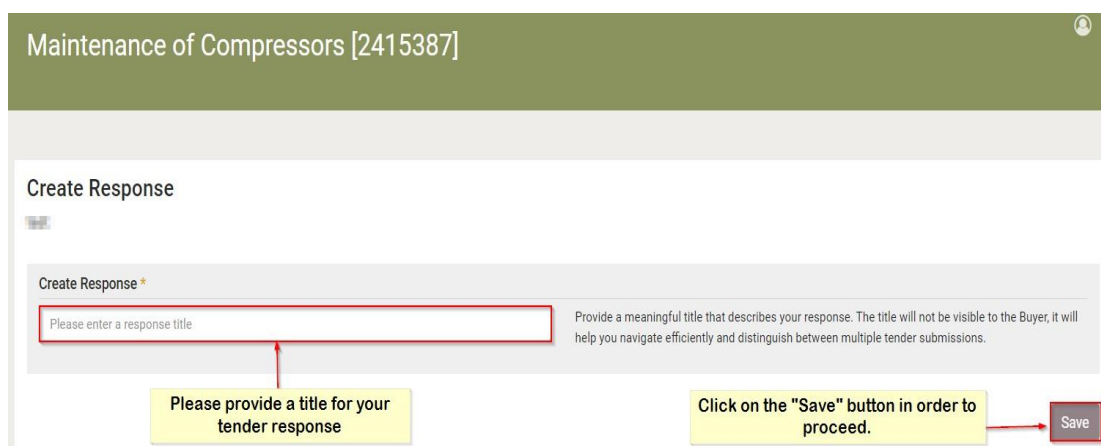 Maintenance of Compressors [2415387]
Create Response
Create Response *
Please enter a response title
Provide a meaningful title that describes your response. The title will not be visible to the Buyer, it will
help you navigate efficiently and distinguish between multiple tender submissions.
Please provide a title for your
tender response
Click on the "Save" button in order to
proceed.
Save